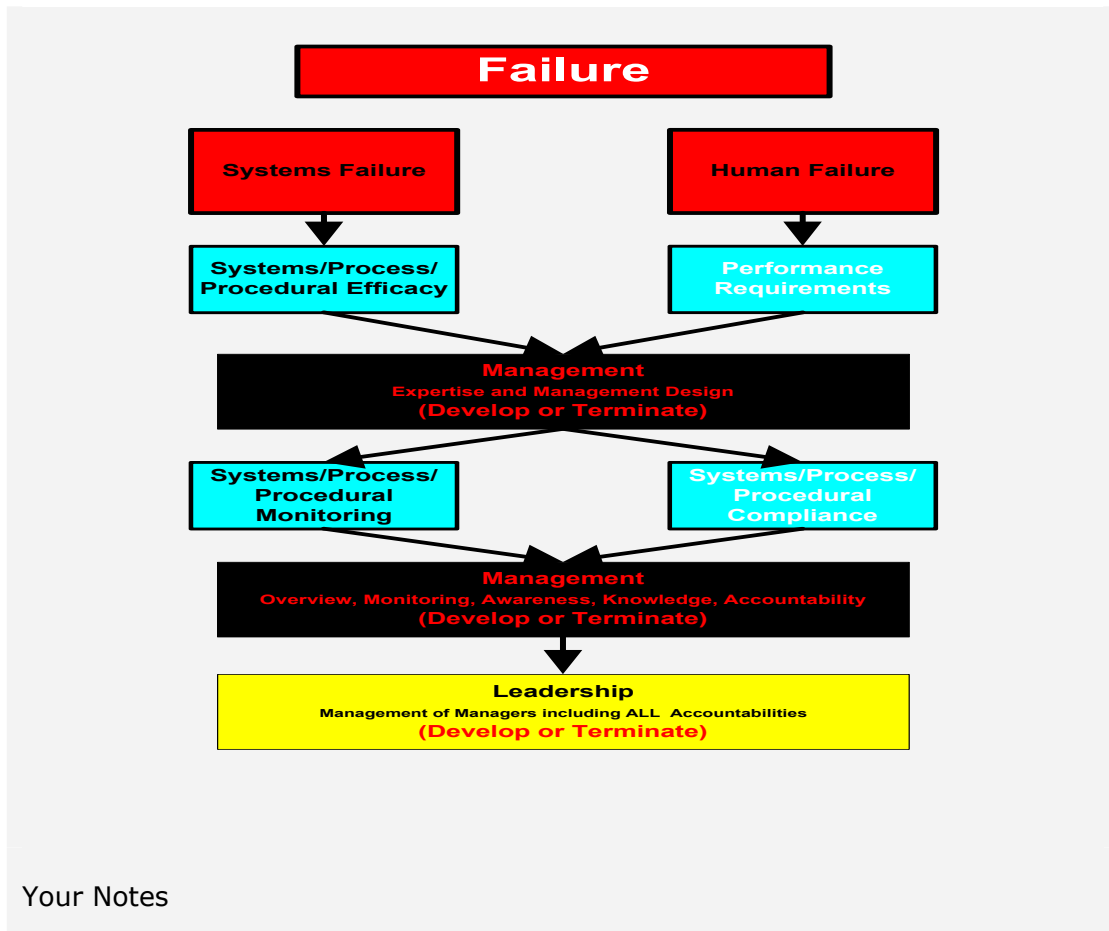 Failure
Systems Failure
Human Failure
Systems/Process/
Procedural Efficacy
Performance
Requirements
Management
Expertise and Management Design
(Develop or Terminate)
Systems/Process/
Procedural
Monitoring
Systems/Process/
Procedural
Compliance
Management
Overview, Monitoring, Awareness, Knowledge, Accountability
(Develop or Terminate)
Leadership
Management of Managers including ALL Accountabilities
(Develop or Terminate)
Your Notes